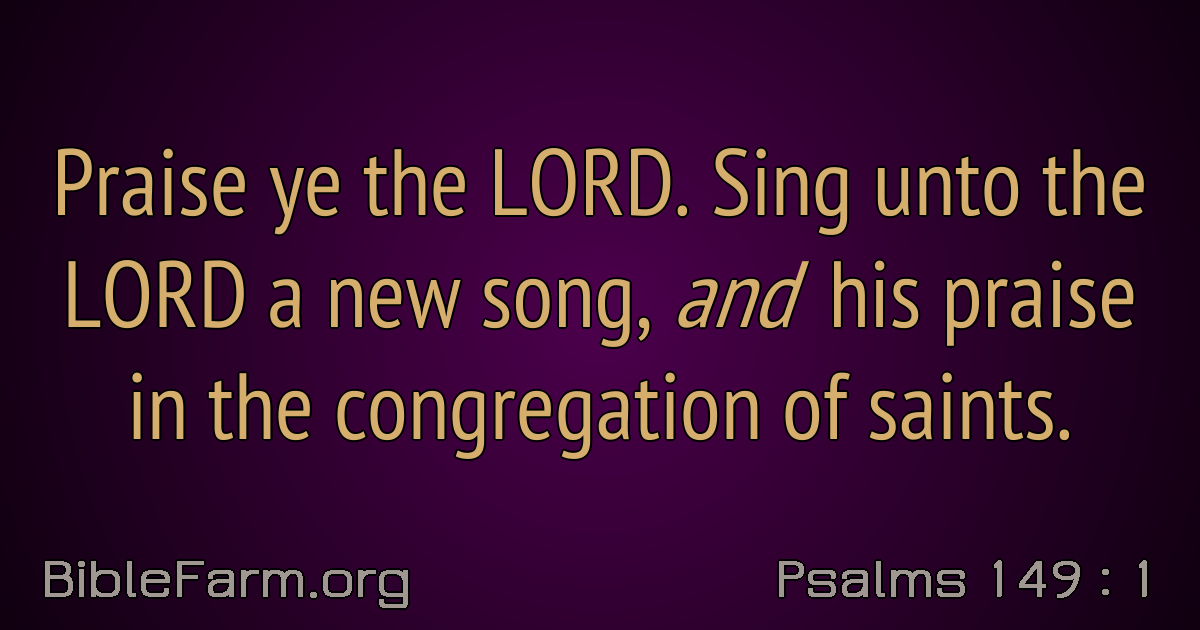 Praise ye the LORD. Sing unto the
LORD a new song, and his praise
in the congregation of saints.
BibleFarm.org
Psalms 149 : 1